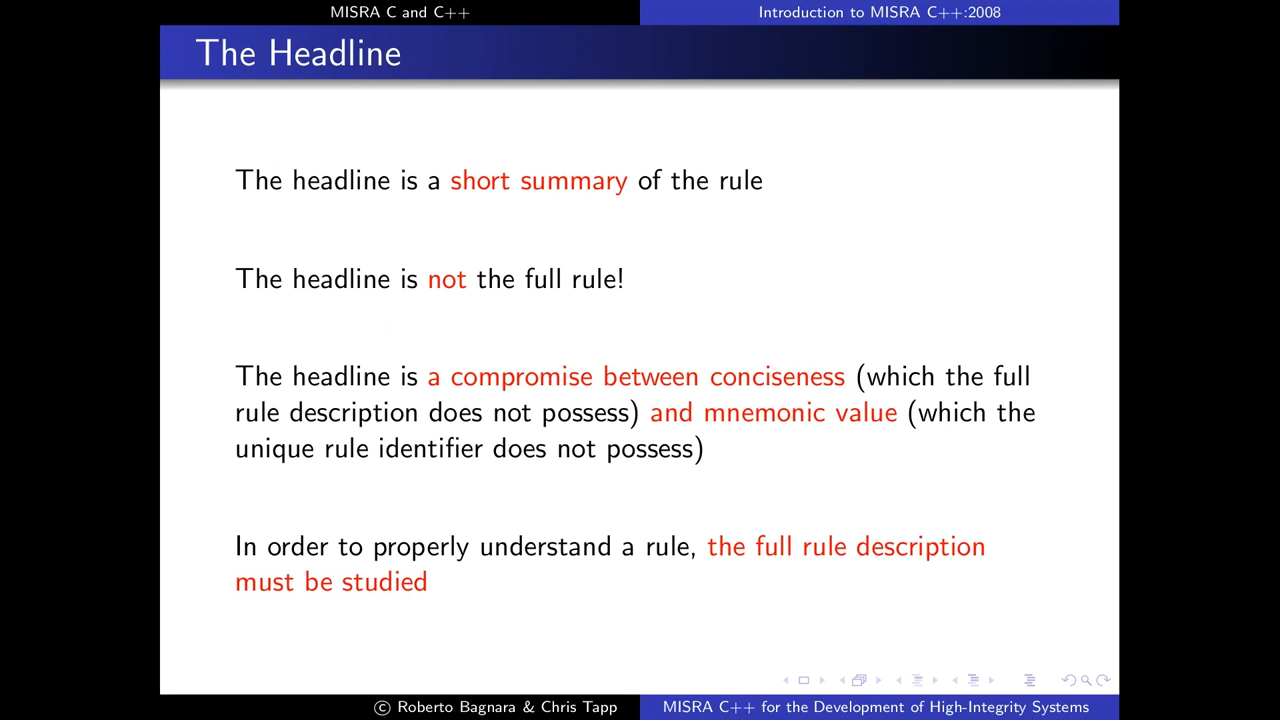 MISRA C and C++
Introduction to MISRA C++:2008
The Headline
The headline is a short summary of the rule
The headline is not the full rule!
The headline is a compromise between conciseness (which the full
rule description does not possess) and mnemonic value (which the
unique rule identifier does not possess)
In order to properly understand a rule, the full rule description
must be studied
© Roberto Bagnara & Chris Tapp
MISRA C++ for the Development of High-Integrity Systems